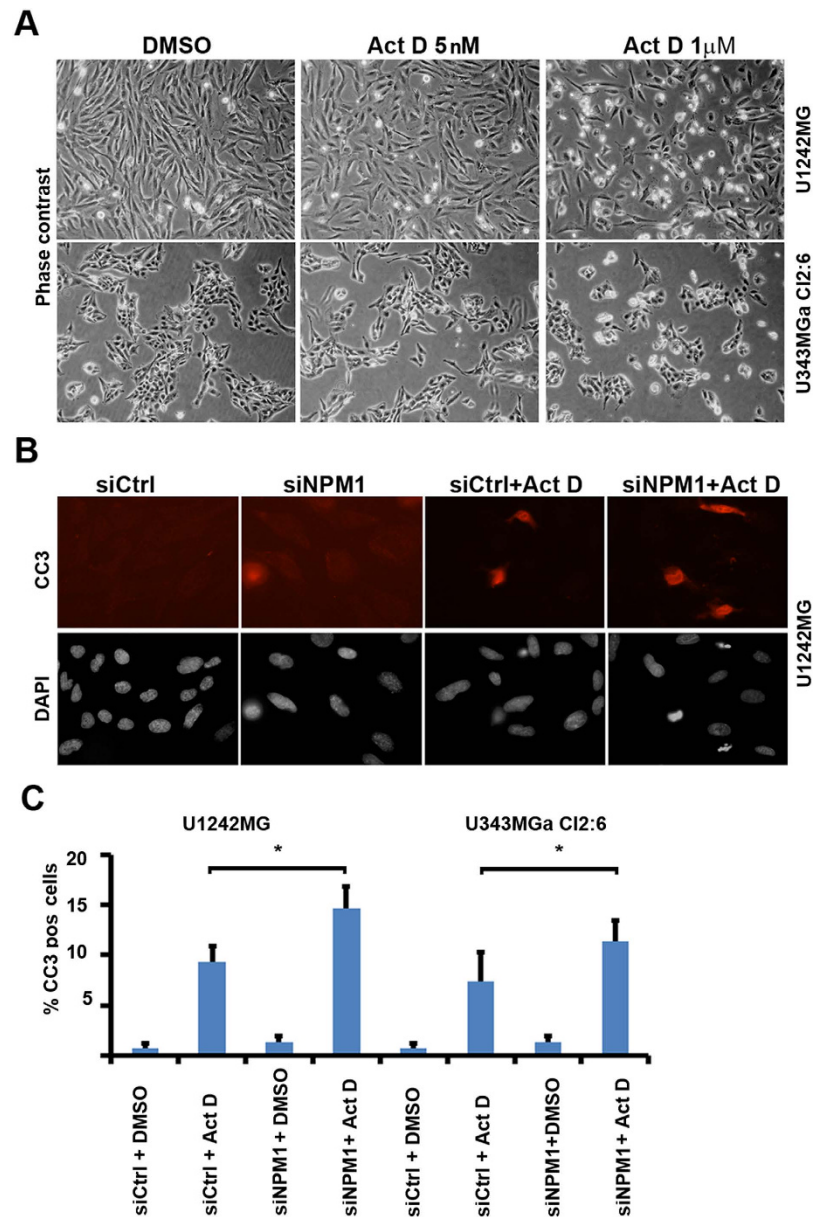 A
DMSO
Act D 5nM
Act D 1μM
Phase contrast
U1242MG
U343MGa Cl2:6
B
siCtrl
siNPM1
siCtrl+Act D
siNPM1+Act D
CC3
DAPI
U1242MG
C
U1242MG
U343MGa Cl2:6
*
*
% CC3 pos cells
20
15
10
5
siCtrl + DMSO
siCtrl + Act D
siNPM1 + DMSO
siNPM1+ Act D
siCtrl + DMSO
siCtrl + Act D
siNPM1+DMSO
siNPM1+ Act D